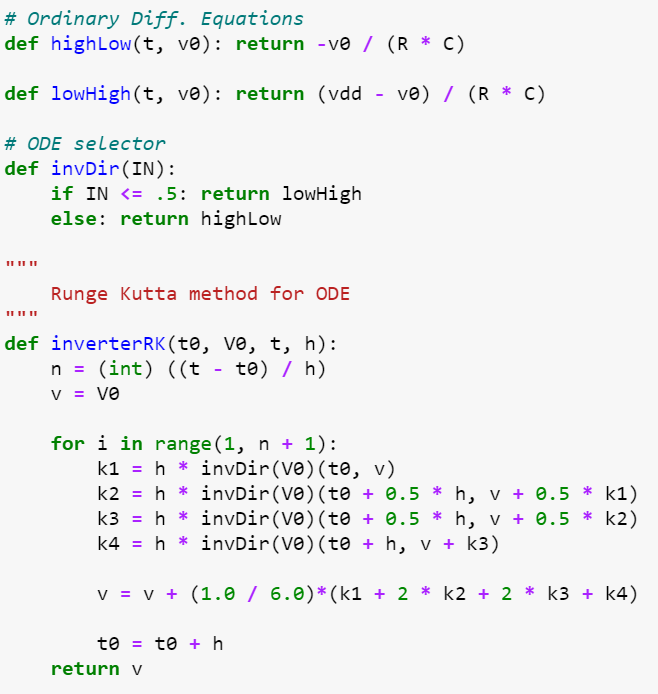 # Ordinary Diff. Equations
def highLow(t, v0): return -v0 / (R * C)
def lowHigh(t, v0): return (vdd - v0) / (R * C)
# ODE selector
def invDir(IN):
    if IN <= .5: return lowHigh
    else: return highLow
"""
    Runge Kutta method for ODE
"""
def inverterRK(t0, V0, t, h):
    n = (int) ((t - t0) / h)
    v = V0
    for i in range(1, n + 1):
        k1 = h * invDir(V0)(t0, v)
        k2 = h * invDir(V0)(t0 + 0.5 * h, v + 0.5 * k1)
        k3 = h * invDir(V0)(t0 + 0.5 * h, v + 0.5 * k2)
        k4 = h * invDir(V0)(t0 + h, v + k3)
        v = v + (1.0 / 6.0)*(k1 + 2 * k2 + 2 * k3 + k4)
        t0 = t0 + h
    return v